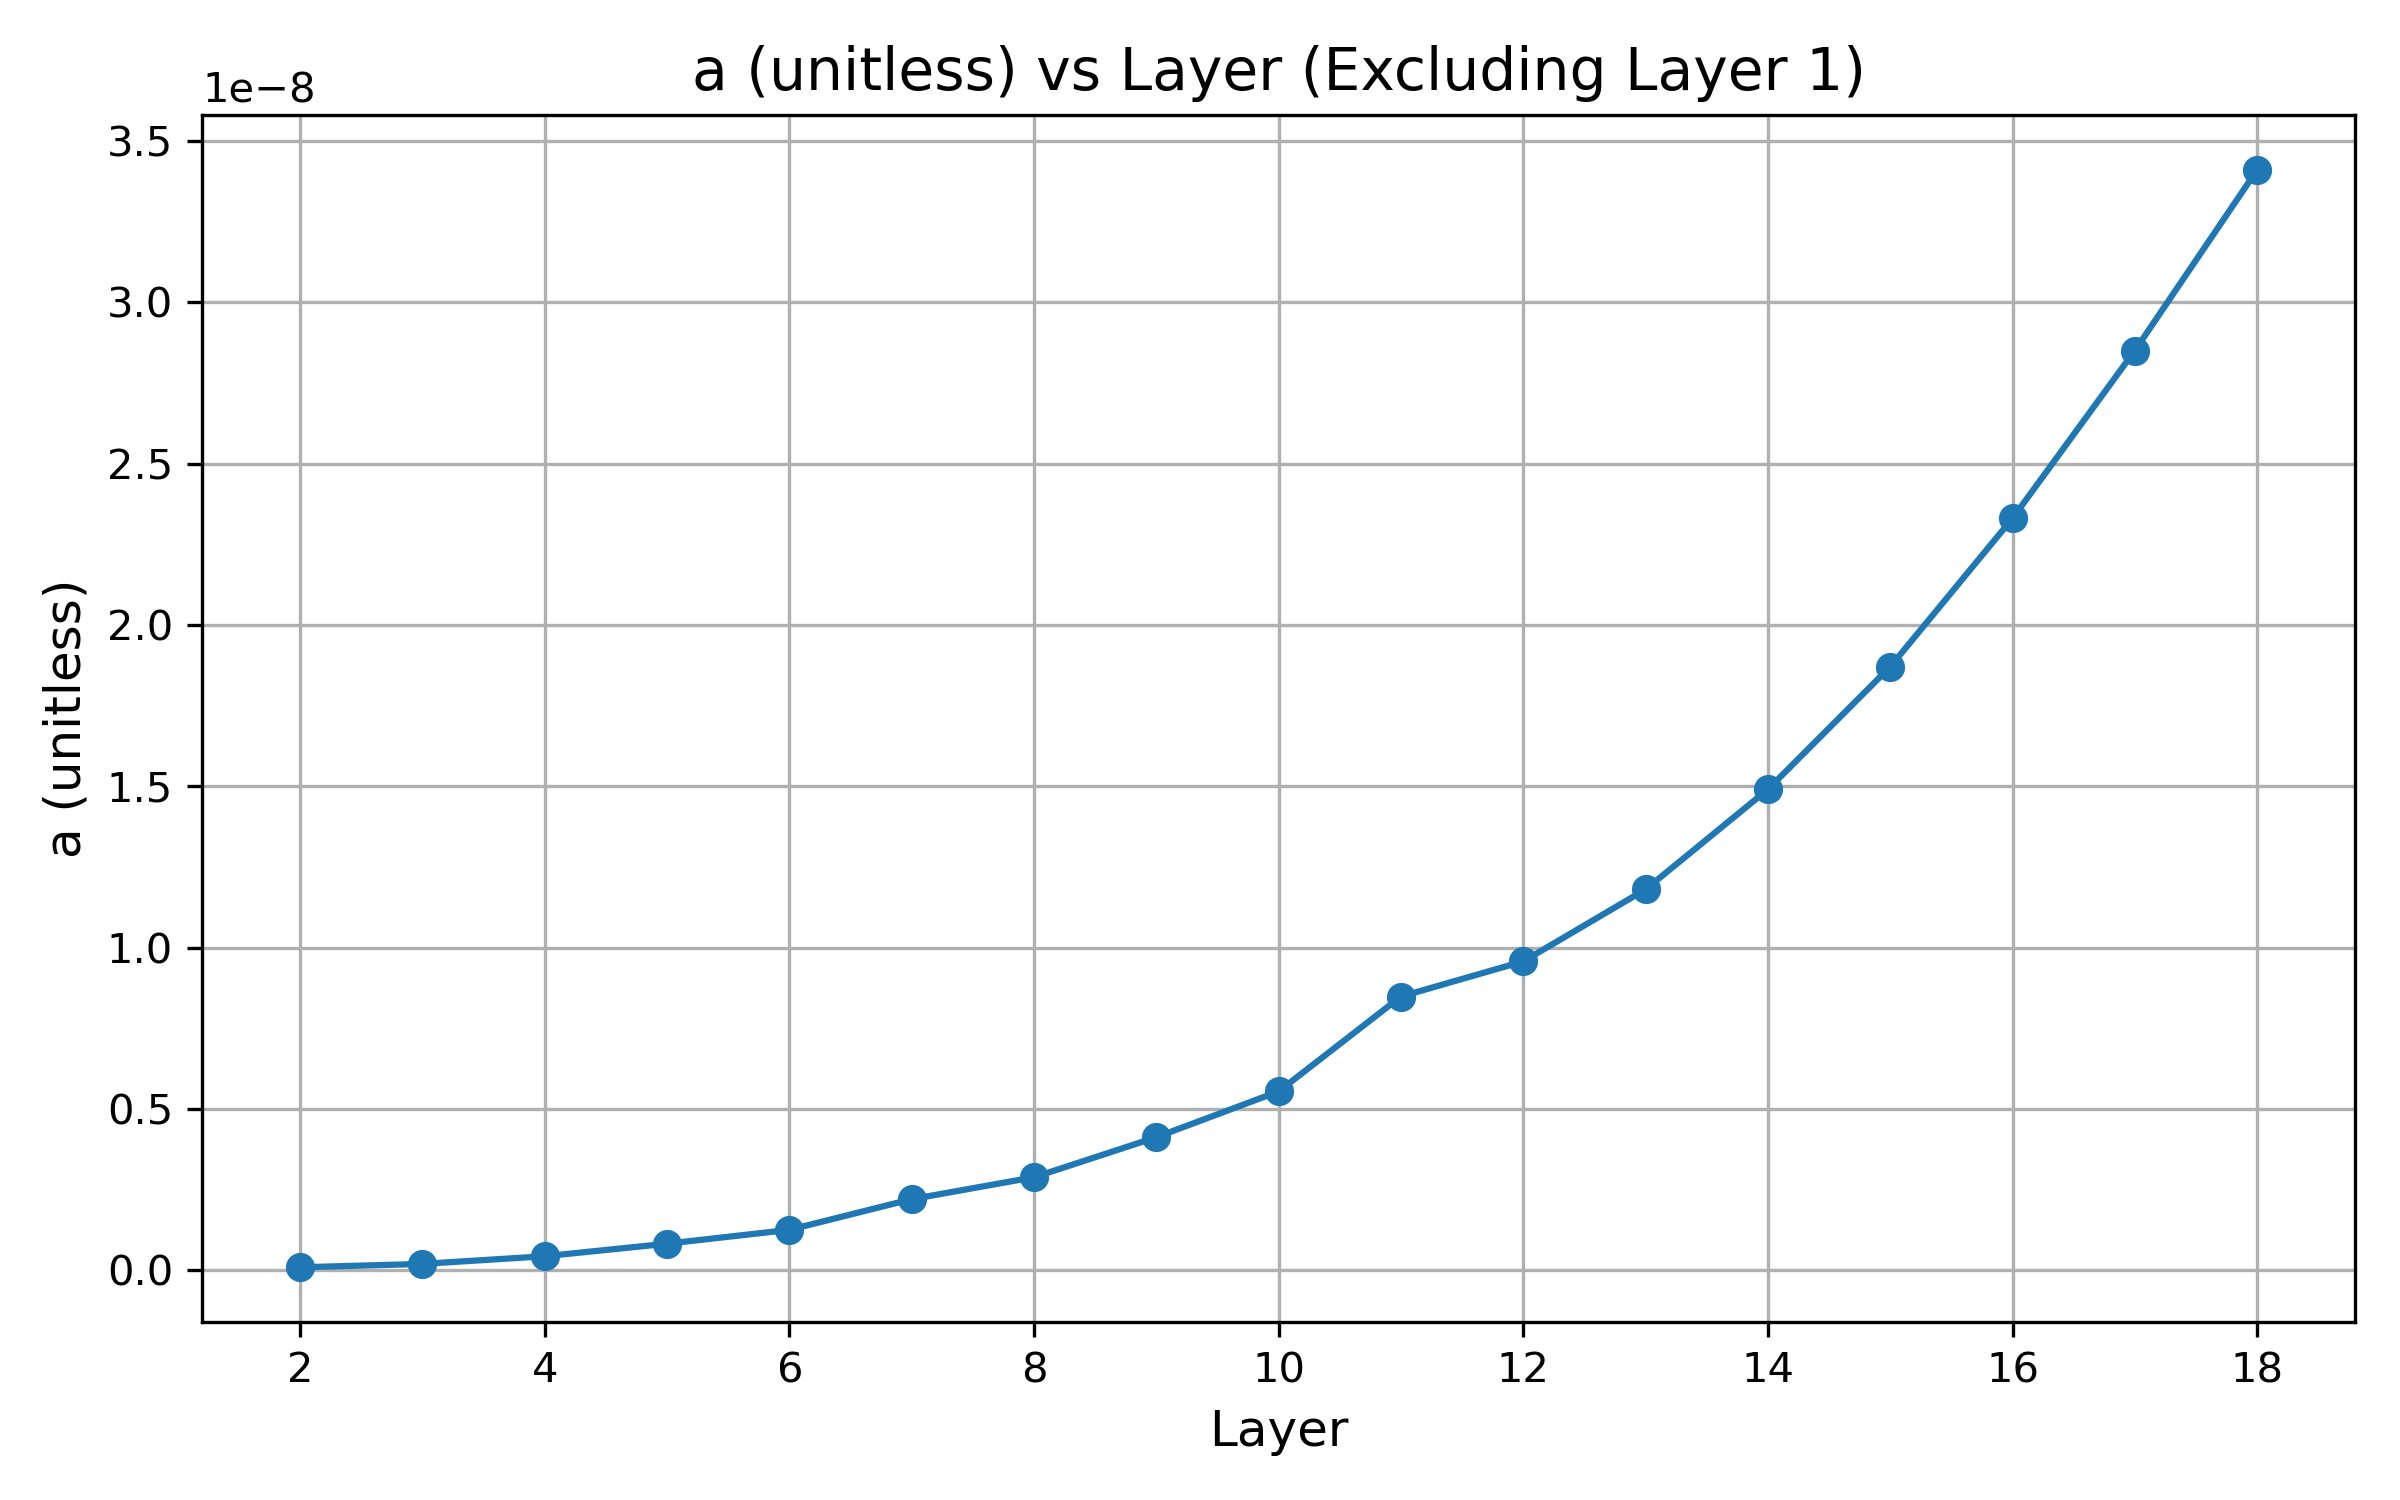 a (unitless) vs Layer (Excluding Layer 1)
1e−8
3.5
3.0
2.5
2.0
1.5
1.0
0.5
0.0
a (unitless)
2 4 6 8 10 12 14 16 18
Layer